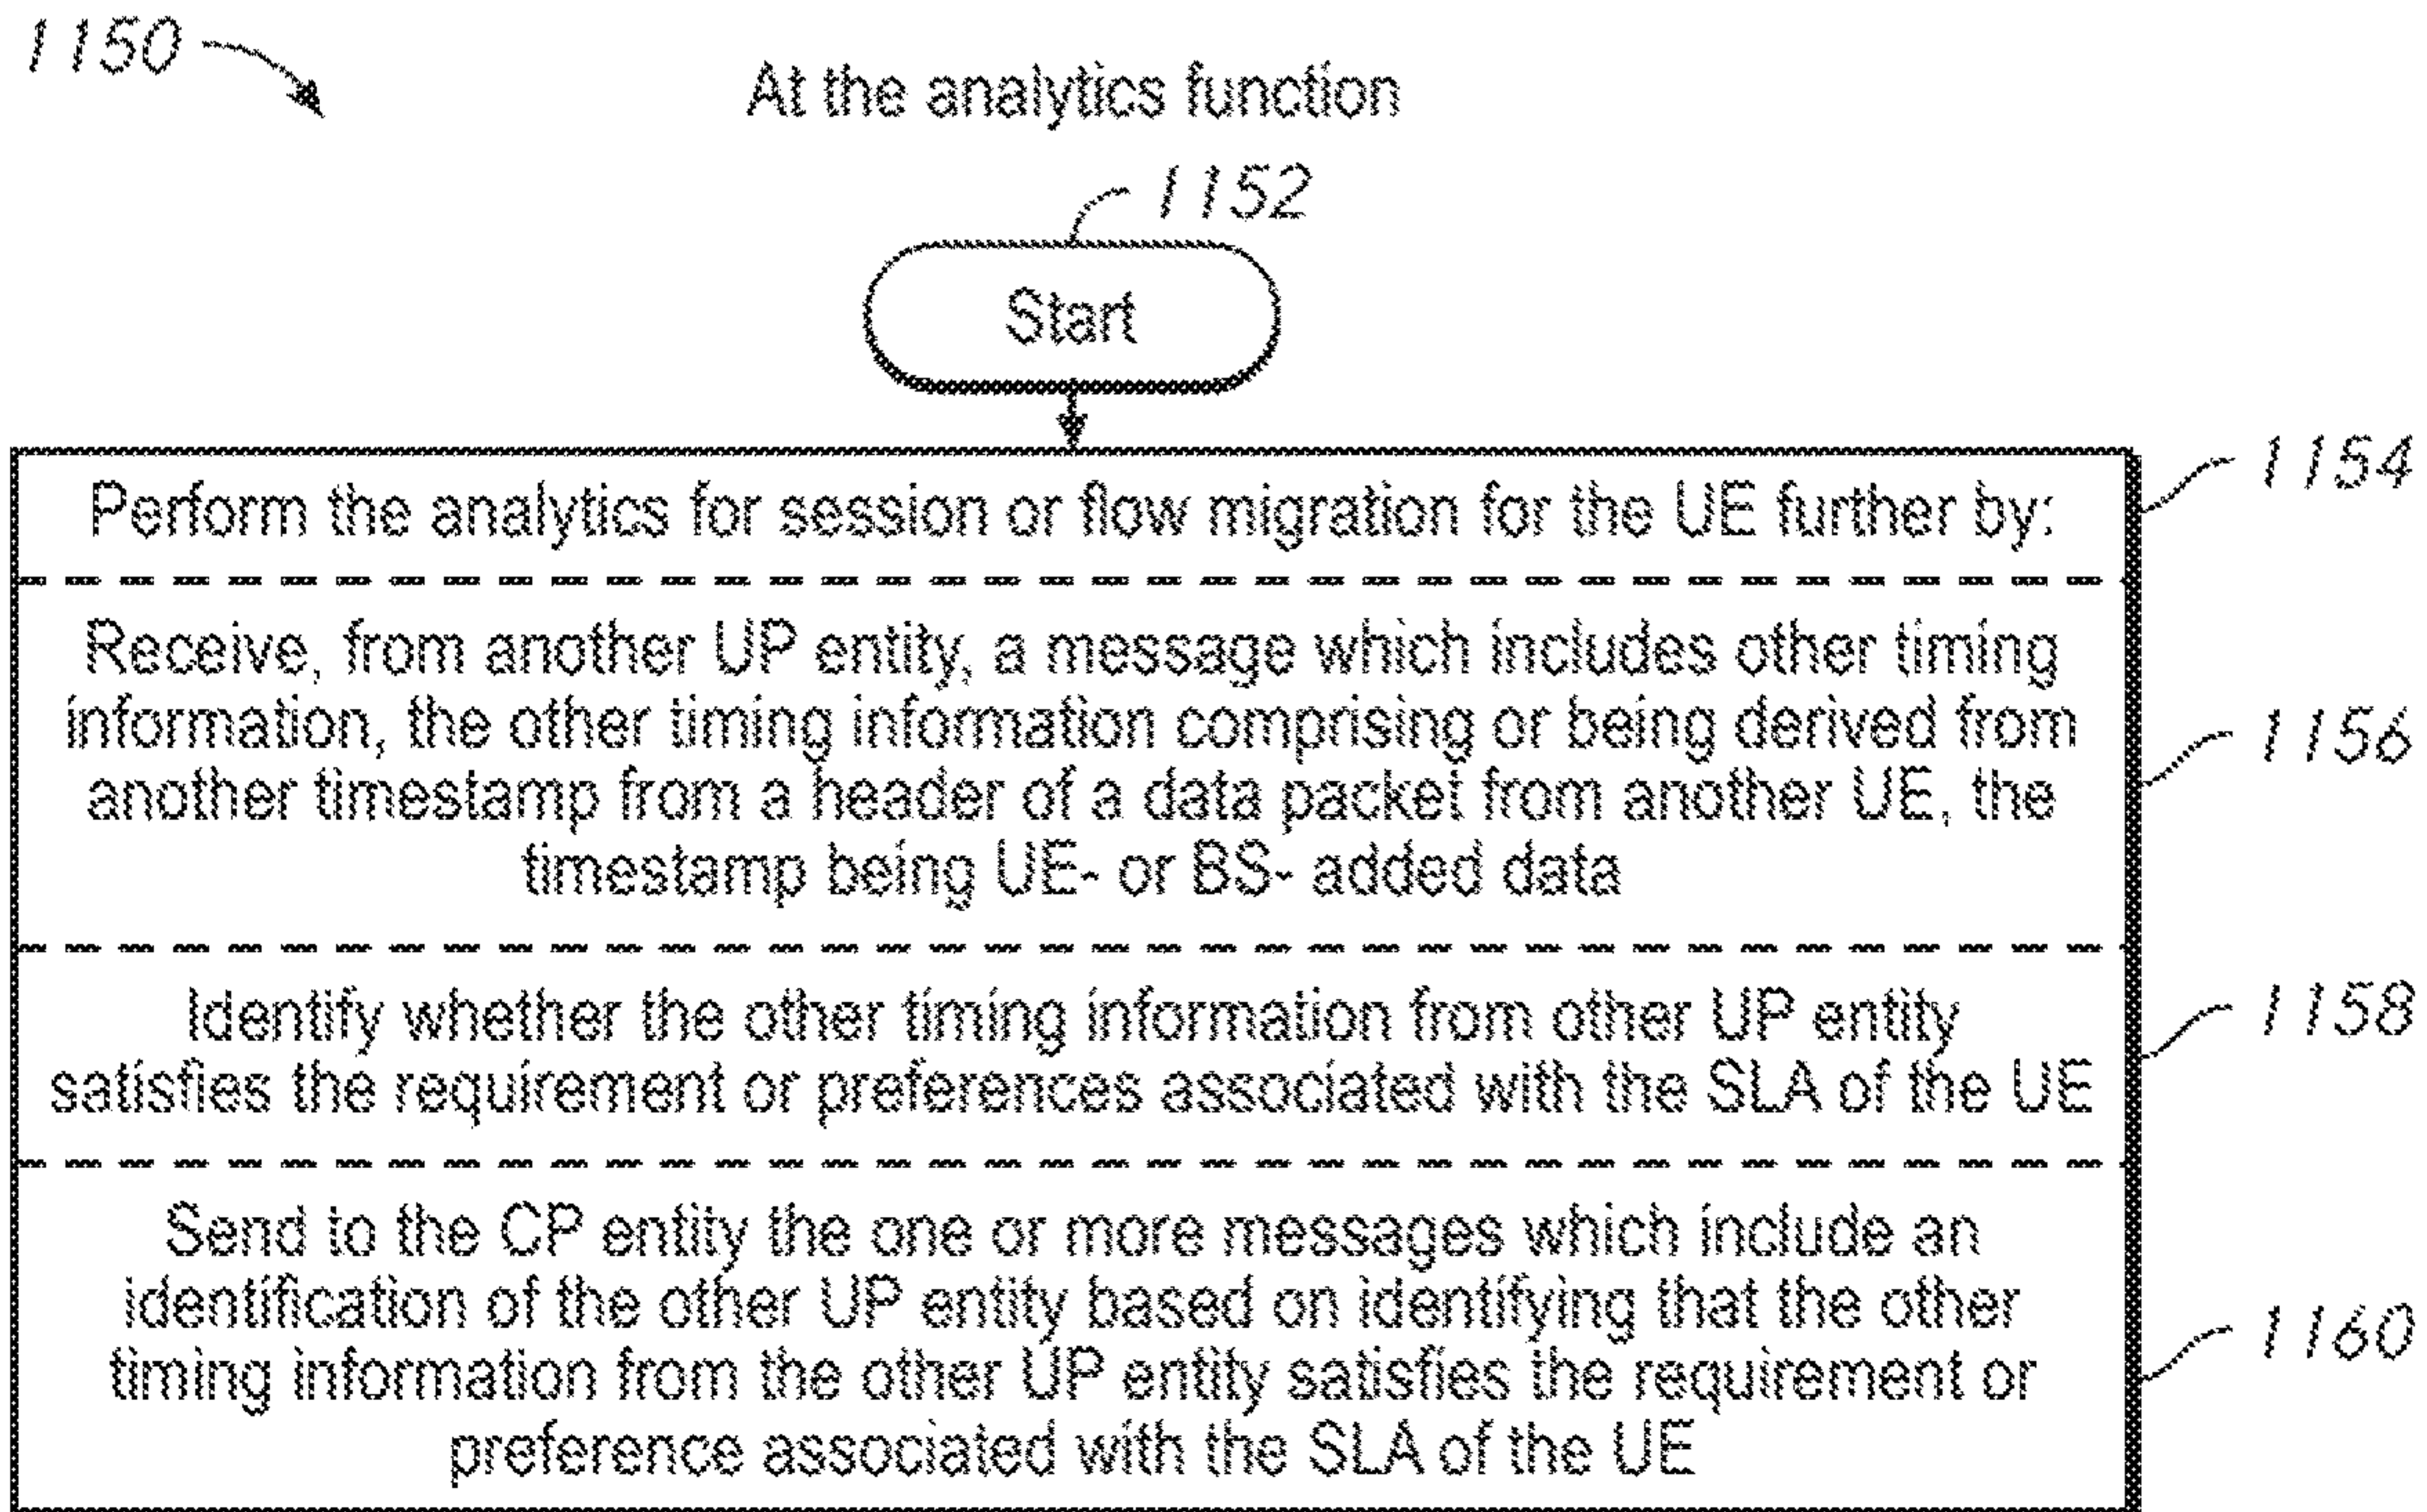 1150
At the analytics function
1152
Start
1154
Perform the analytics for session or flow migration for the UE further by:
Receive, from another UP entity, a message which includes other timing
information, the other timing information comprising or being derived from
1156
another timestamp from a header of a data packet from another UE, the
timestamp being UE- or BS- added data
1158
Identify whether the other timing information from other UP entity
satisfies the requirement or preferences associated with the SLA of the UE
Send to the CP entity the one or more messages which include an
identification of the other UP entity based on identifying that the other
1160
timing information from the other UP entity satisfies the requirement or
preference associated with the SLA of the UE